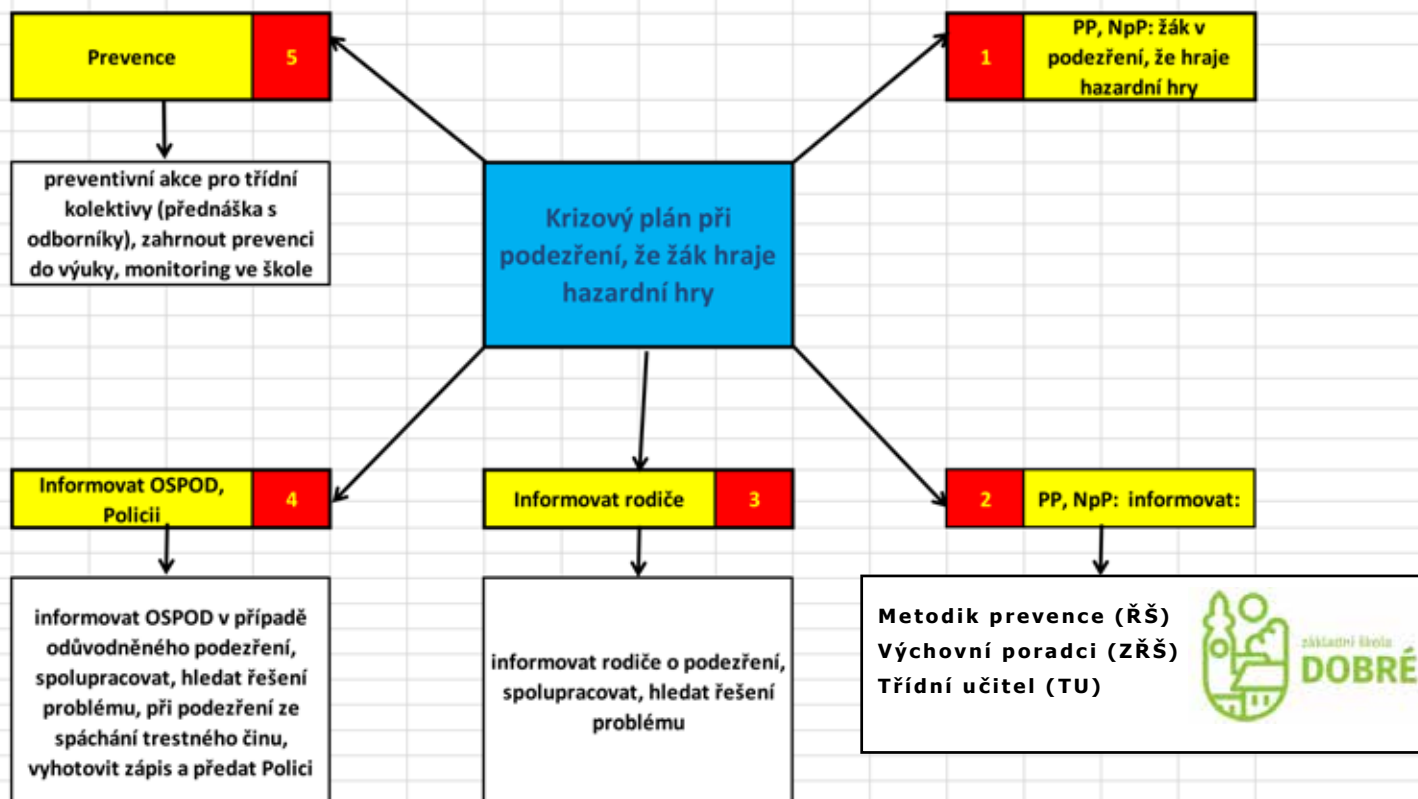 Prevence
5
1
PP, NpP: žák v
podezření, že hraje
hazardní hry
preventivní akce pro třídní
kolektivy (přednáška s
odborníky), zahrnout prevenci
do výuky, monitoring ve škole
Krizový plán při
podezření, že žák hraje
hazardní hry
Informovat OSPOD,
Policii
4
Informovat rodiče
3
2
PP, NpP: informovat:
informovat OSPOD v případě
odůvodněného podezření,
spolupracovat, hledat řešení
problému, při podezření ze
spáchání trestného činu,
vyhotovit zápis a předat Polici
informovat rodiče o podezření,
spolupracovat, hledat řešení
problému
Metodik prevence (ŘŠ)
Výchovní poradci (ZŘŠ)
Třídní učitel (TU)
základní škola
DOBRÉ